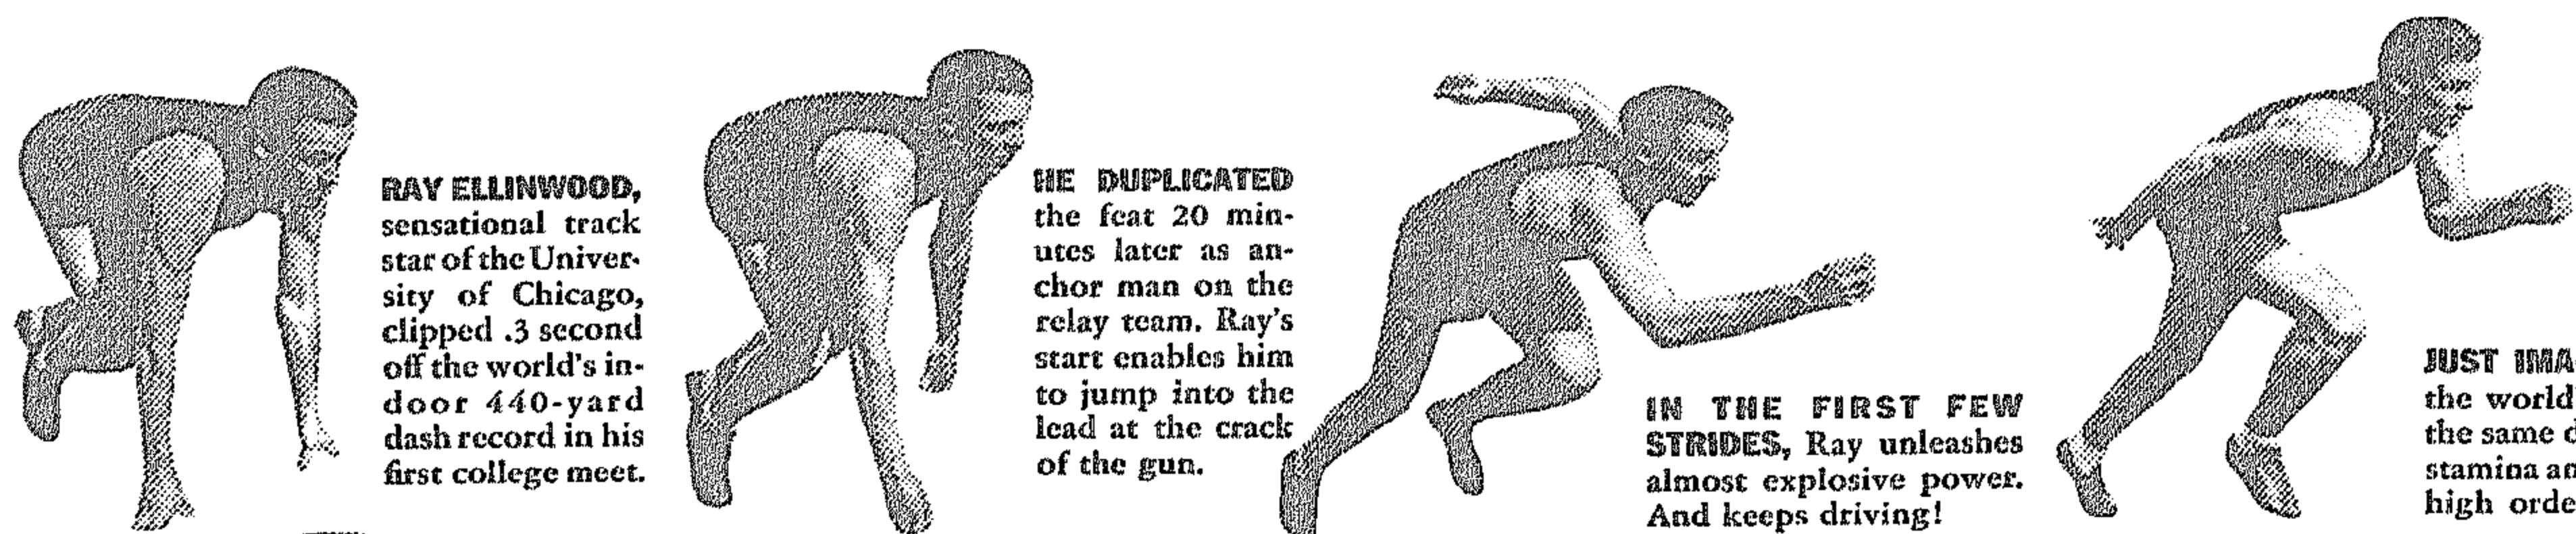 RAY ELLINWOOD,
sensational track
star of the Univer-
sity of Chicago,
clipped .3 second
off the world's in-
door 440-yard
dash record in his
first college meet.
HE DUPLICATED
the feat 20 min-
utes later as an-
chor man on the
relay team. Ray's
start enables him
to jump into the
lead at the crack
of the gun.
IN THE FIRST FEW
STRIDES, Ray unleashes
almost explosive power.
And keeps driving!
JUST
the world
the same
stamina
high